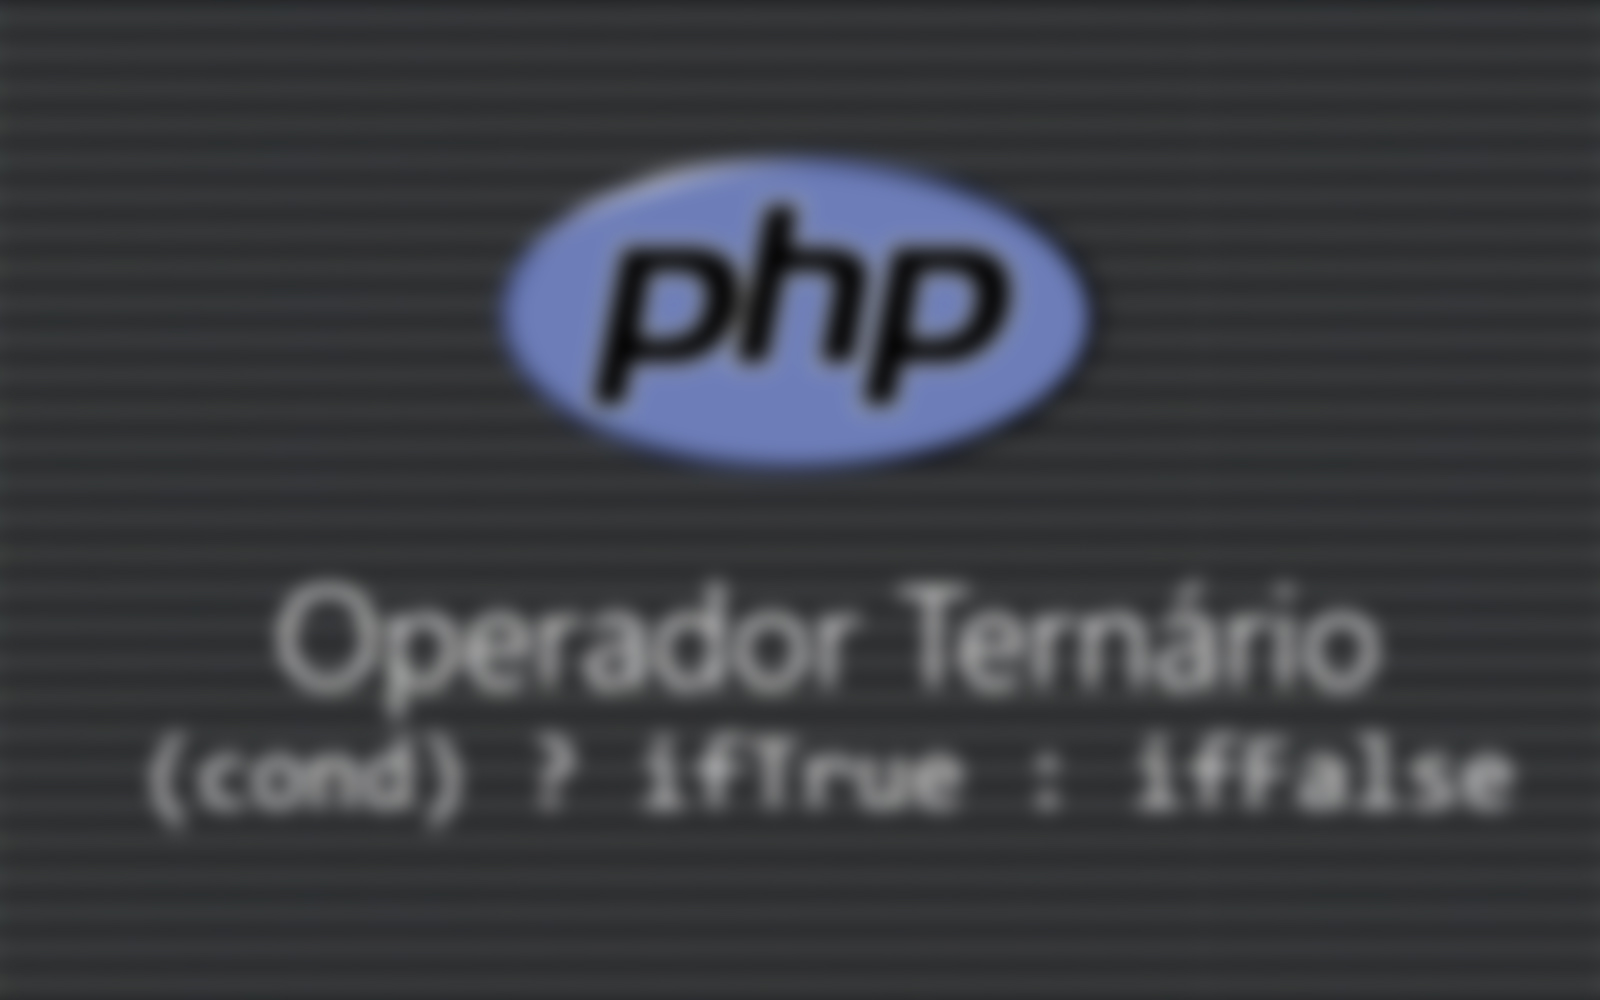 php
Operador Ternário
(cond) ? ifTrue : ifFalse